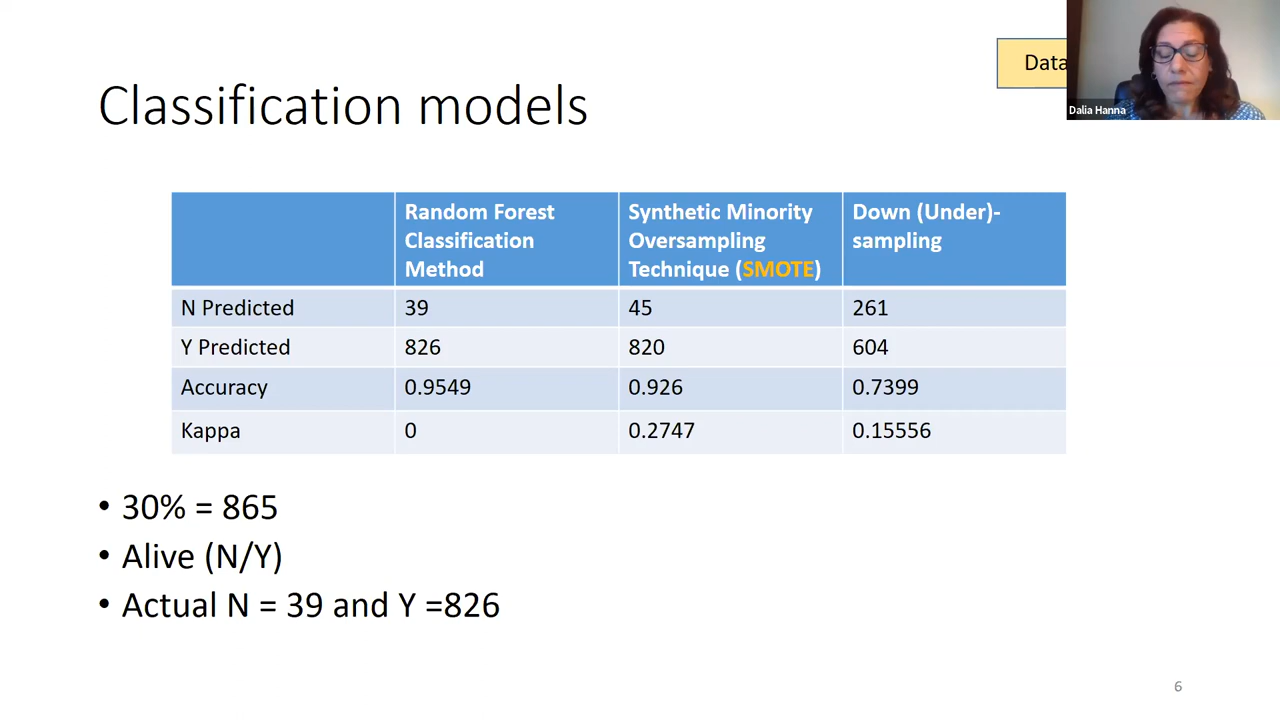 Data
Dalia Hanna
Classification models
Random Forest Classification Method
Synthetic Minority Oversampling Technique (SMOTE)
Down (Under)-sampling
N Predicted 39 45 261
Y Predicted 826 820 604
Accuracy 0.9549 0.926 0.7399
Kappa 0 0.2747 0.15556
• 30% = 865
• Alive (N/Y)
• Actual N = 39 and Y =826
6